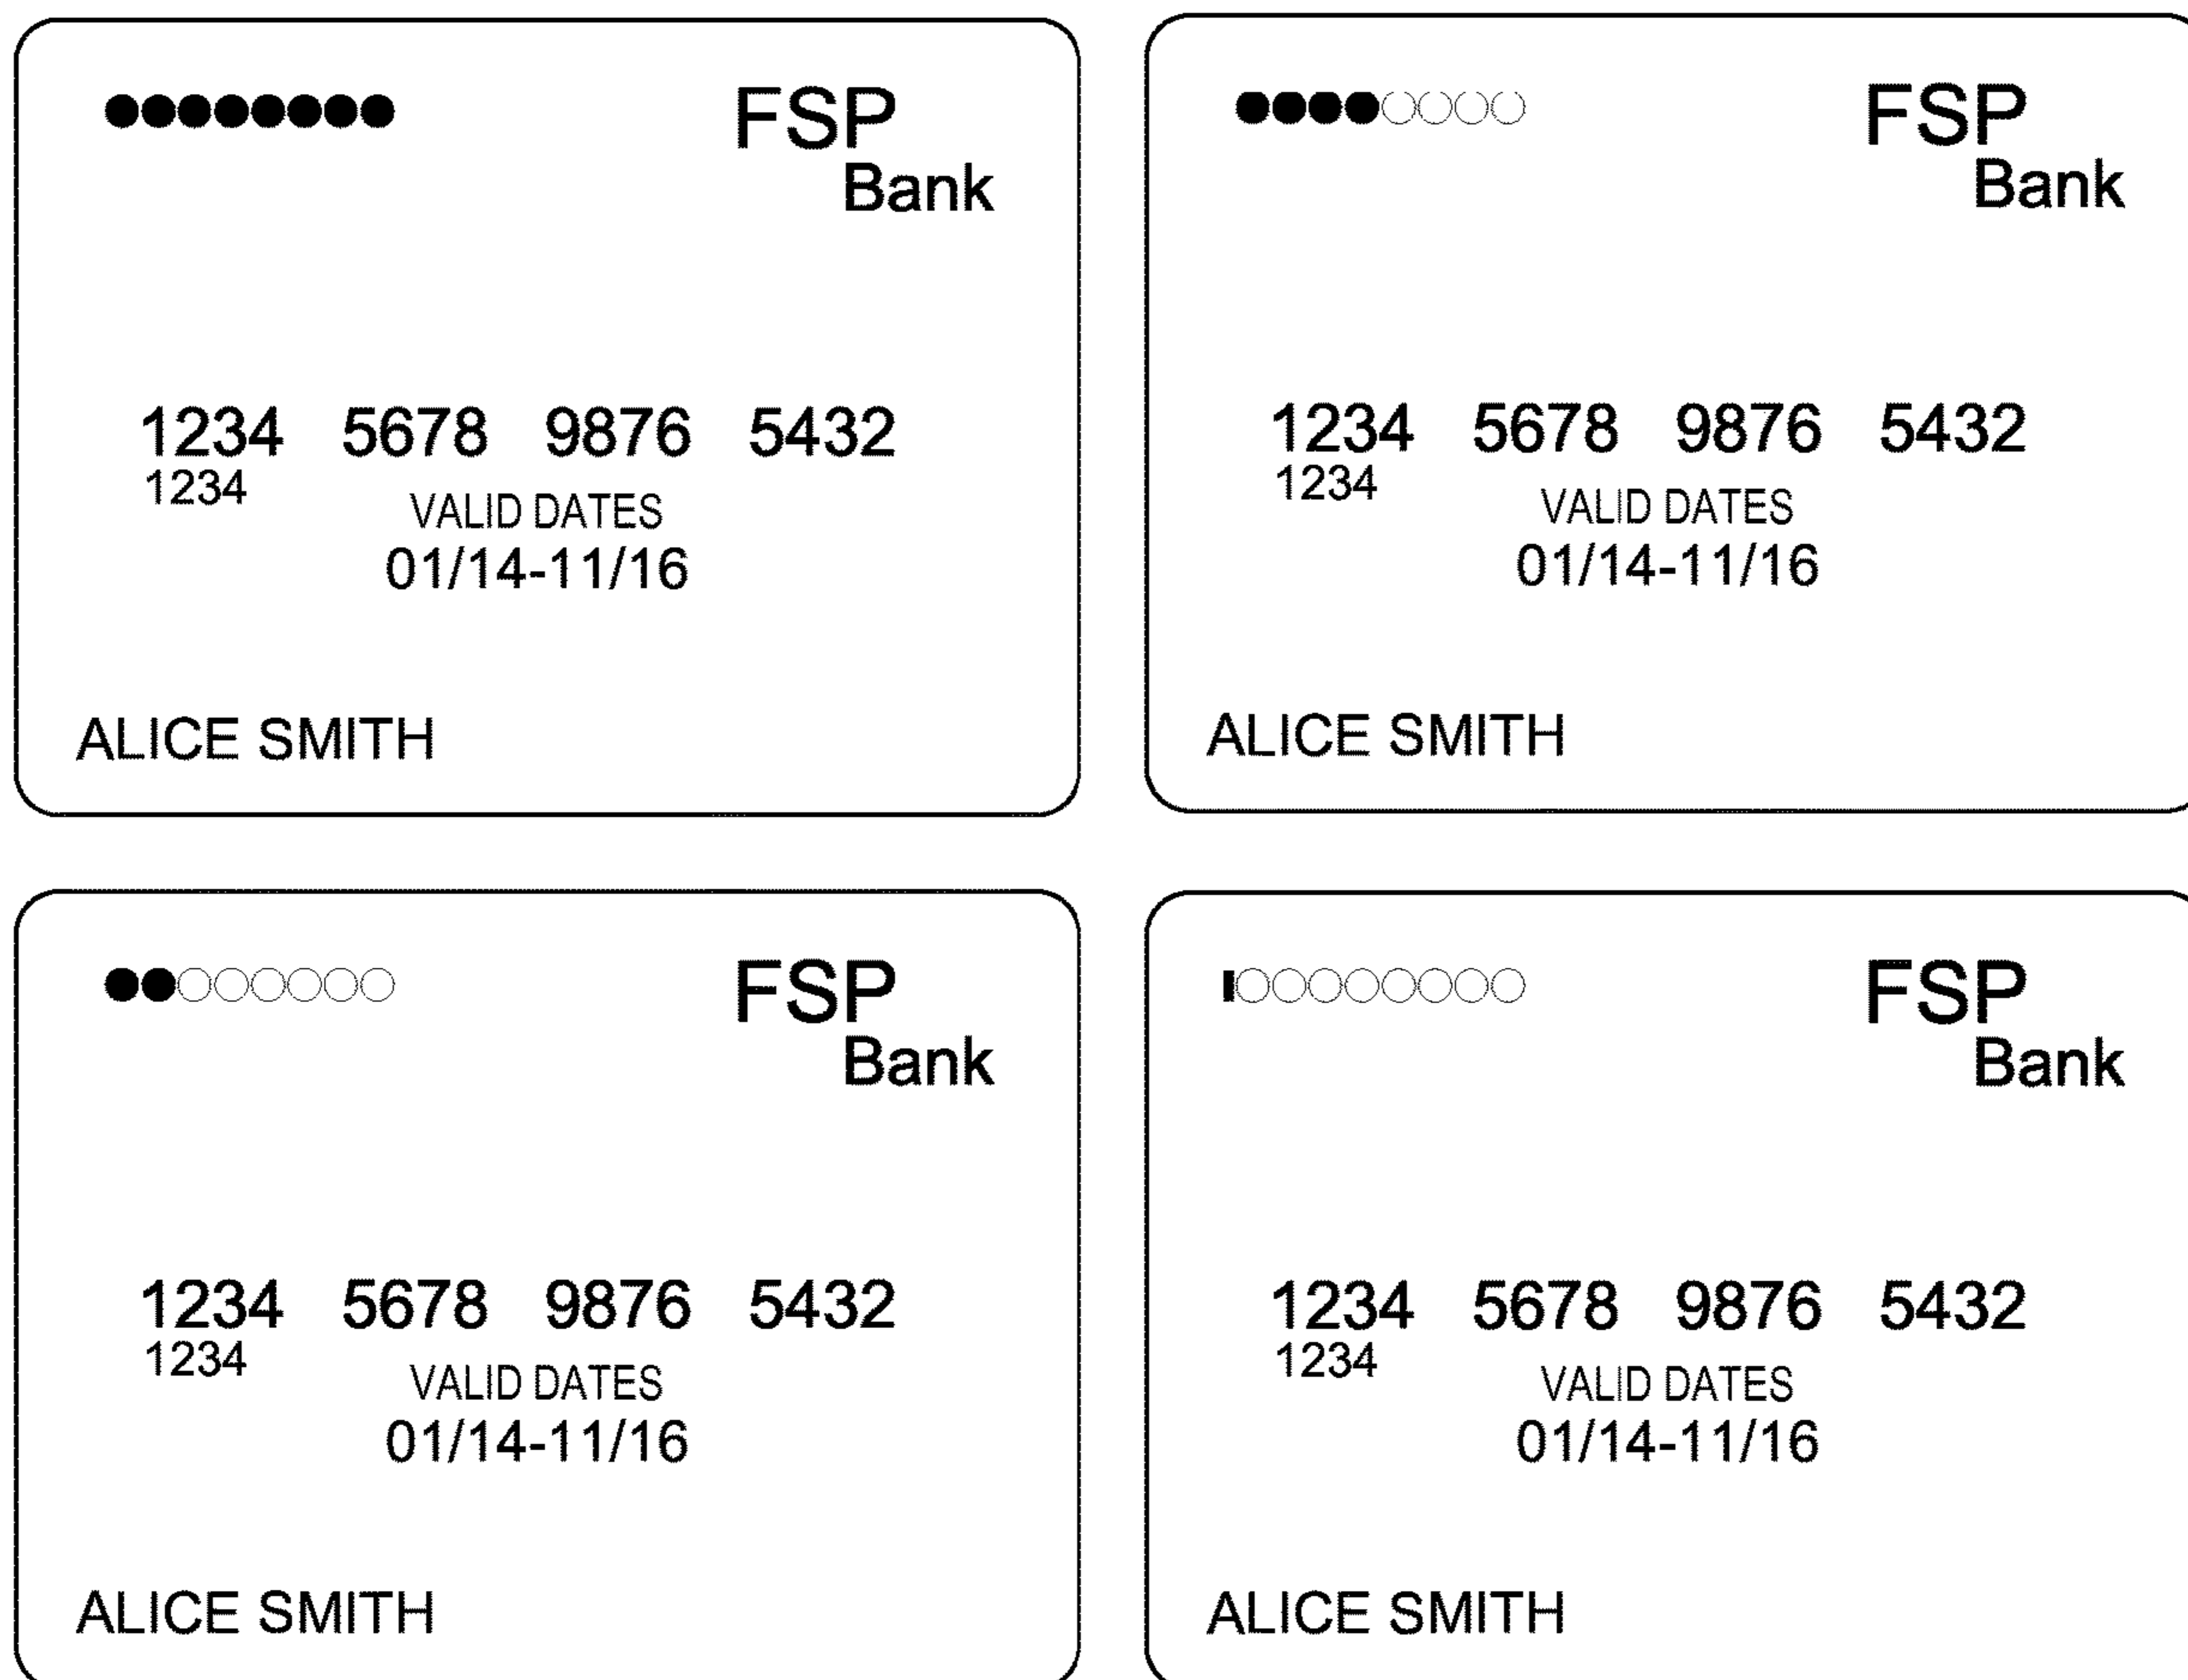 FSP
Bank
1234 5678 9876 5432
1234
VALID DATES
01/14-11/16
ALICE SMITH
FSP
Bank
1234 5678 9876 5432
1234
VALID DATES
01/14-11/16
ALICE SMITH
FSP
Bank
1234 5678 9876 5432
1234
VALID DATES
01/14-11/16
ALICE SMITH
FSP
Bank
1234 5678 9876 5432
1234
VALID DATES
01/14-11/16
ALICE SMITH